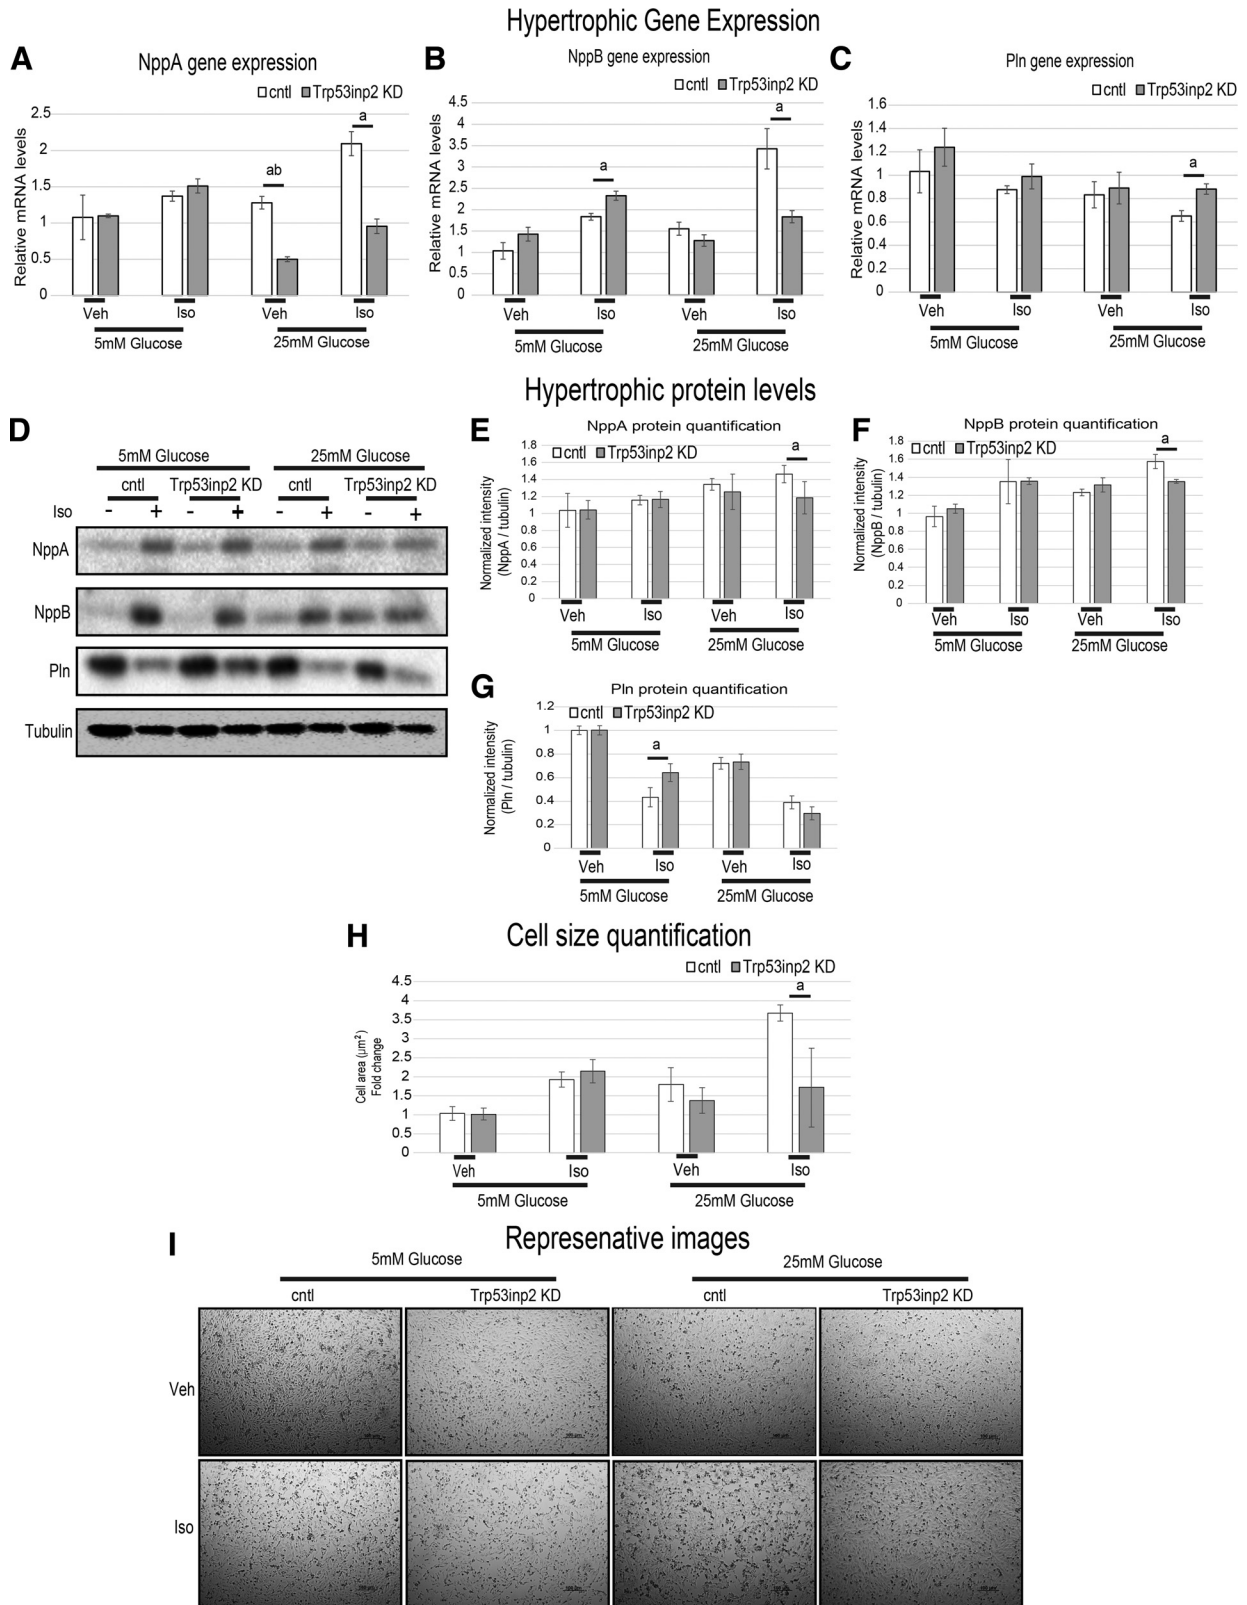 Hypertrophic Gene Expression
A
NppA gene expression
cntl Trp53inp2 KD
Relative mRNA levels
2.5
2
1.5
1
0.5
0
ab
a
Veh Iso Veh Iso
5mM Glucose 25mM Glucose
B
NppB gene expression
cntl Trp53inp2 KD
Relative mRNA levels
4.5
4
3.5
3
2.5
2
1.5
1
0.5
0
a
a
Veh Iso Veh Iso
5mM Glucose 25mM Glucose
C
Pln gene expression
cntl Trp53inp2 KD
Relative mRNA levels
1.6
1.4
1.2
1
0.8
0.6
0.4
0.2
0
a
Veh Iso Veh Iso
5mM Glucose 25mM Glucose
Hypertrophic protein levels
D
5mM Glucose 25mM Glucose
cntl Trp53inp2 KD cntl Trp53inp2 KD
Iso - + - + - + - +
NppA
NppB
Pln
Tubulin
E
NppA protein quantification
cntl Trp53inp2 KD
Normalized intensity
(NppA / tubulin)
1.8
1.6
1.4
1.2
1
0.8
0.6
0.4
0.2
0
a
Veh Iso Veh Iso
5mM Glucose 25mM Glucose
F
NppB protein quantification
cntl Trp53inp2 KD
Normalized intensity
(NppB / tubulin)
1.8
1.6
1.4
1.2
1
0.8
0.6
0.4
0.2
0
a
Veh Iso Veh Iso
5mM Glucose 25mM Glucose
G
Pln protein quantification
cntl Trp53inp2 KD
Normalized intensity
(Pln / tubulin)
1.2
1
0.8
0.6
0.4
0.2
0
a
Veh Iso Veh Iso
5mM Glucose 25mM Glucose
H
Cell size quantification
cntl Trp53inp2 KD
Cell area (µm²)
Fold change
4.5
4
3.5
3
2.5
2
1.5
1
0.5
0
a
Veh Iso Veh Iso
5mM Glucose 25mM Glucose
I
Represenative images
5mM Glucose 25mM Glucose
cntl Trp53inp2 KD cntl Trp53inp2 KD
Veh
Iso